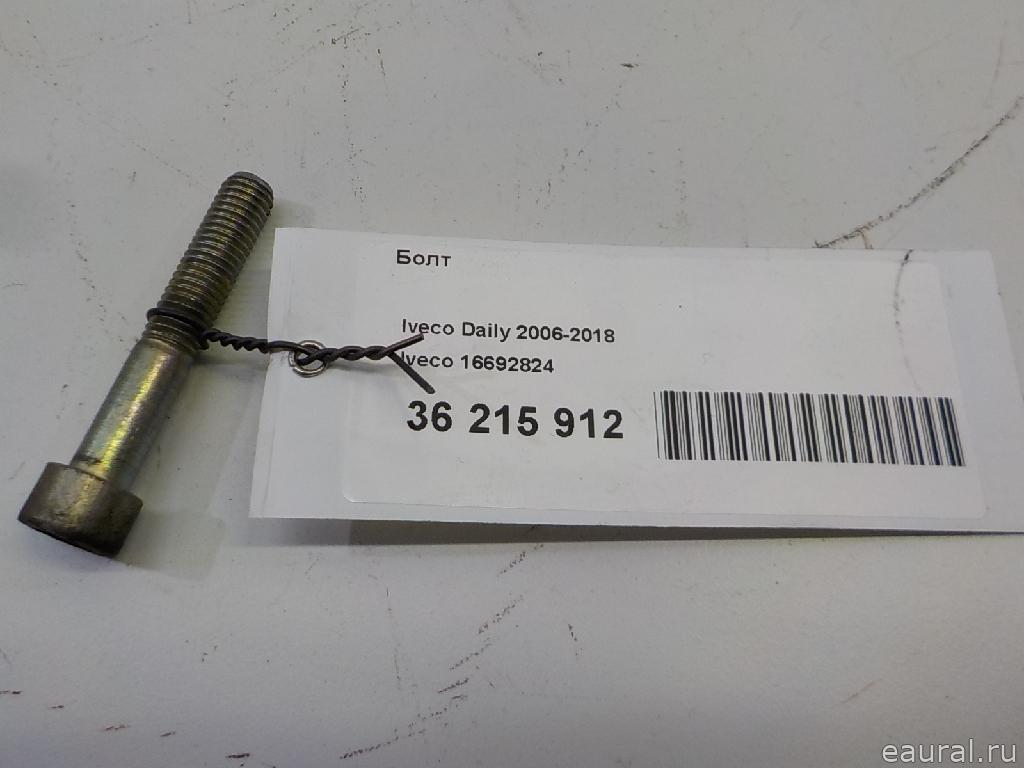 Болт
Iveco Daily 2006-2018
Iveco 16692824
36 215 912
eaural.ru